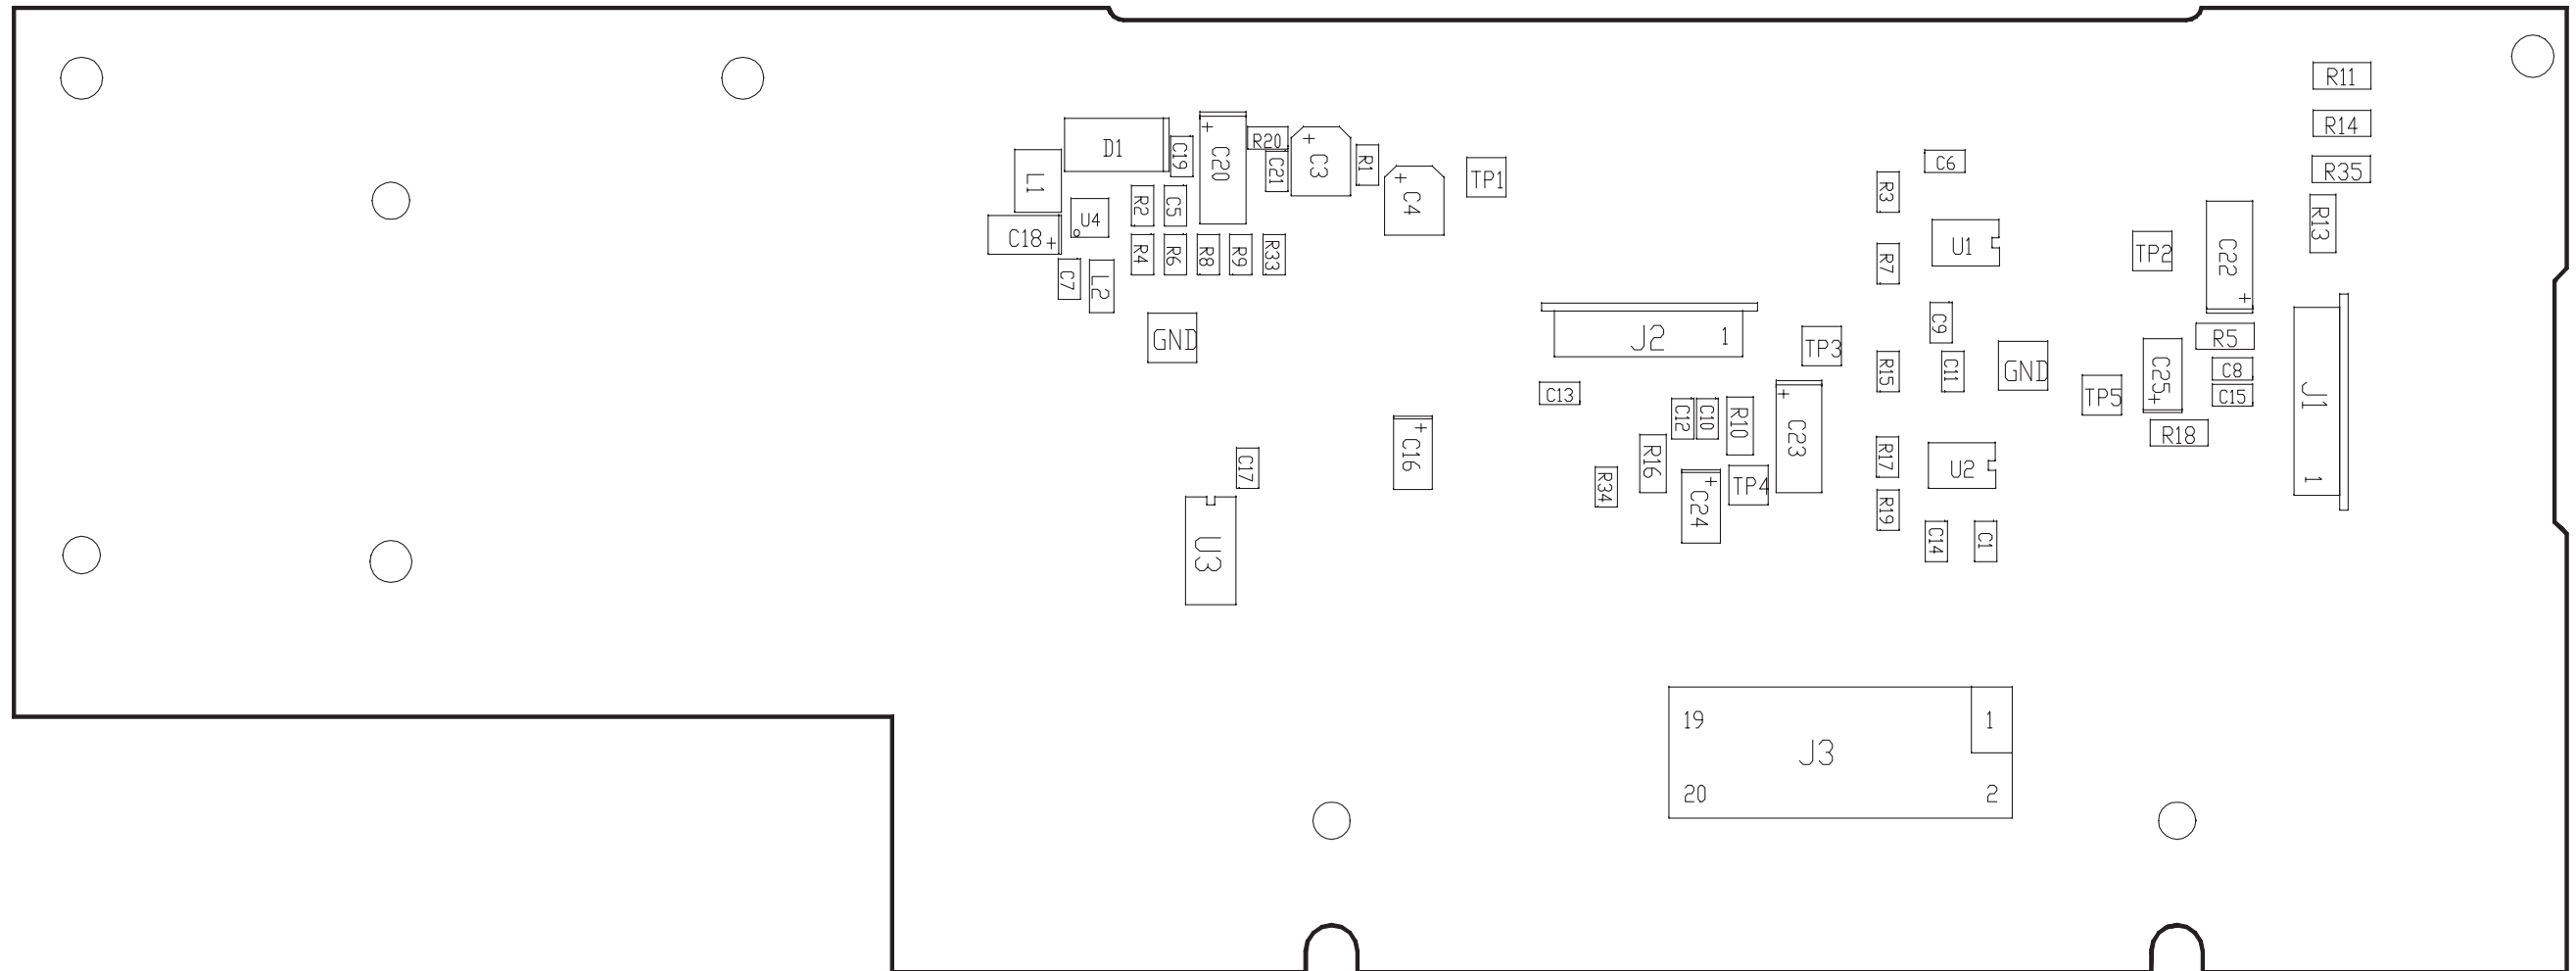 R11
R14
R35
R13
D1
C19
+
C20
R20
C21
+
C3
R1
+
C4
TP1
C6
L1
R2
C5
U4
C18 +
R4
R6
R8
R9
R33
C7
L2
GND
R3
U1
R7
TP2
C22
+
J2
1
TP3
C9
R5
R15
C11
GND
TP5
C25
+
C8
C15
R18
J1
1
C13
C12
C10
R10
+
C23
+
C16
R16
C17
R34
+
C24
TP4
R17
U2
R19
C14
C1
U3
19
1
J3
20
2